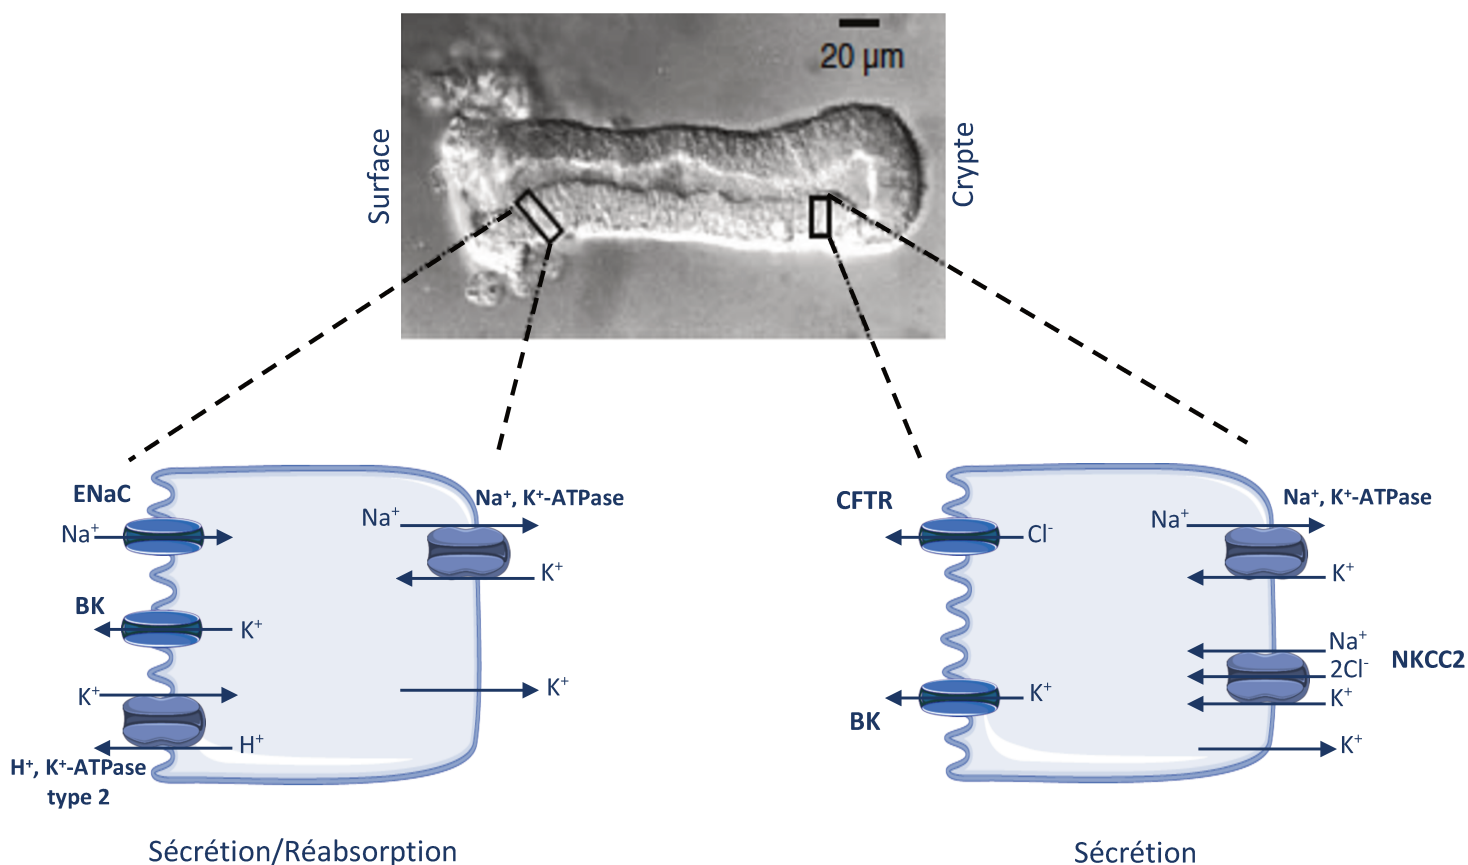 20 µm
Surface
Crypte
ENaC
Na⁺
BK
K⁺
K⁺
H⁺
H⁺, K⁺-ATPase
type 2
Na⁺, K⁺-ATPase
Na⁺
K⁺
K⁺
Sécrétion/Réabsorption
CFTR
Cl⁻
BK
K⁺
Na⁺, K⁺-ATPase
Na⁺
K⁺
Na⁺
2Cl⁻
NKCC2
K⁺
K⁺
Sécrétion